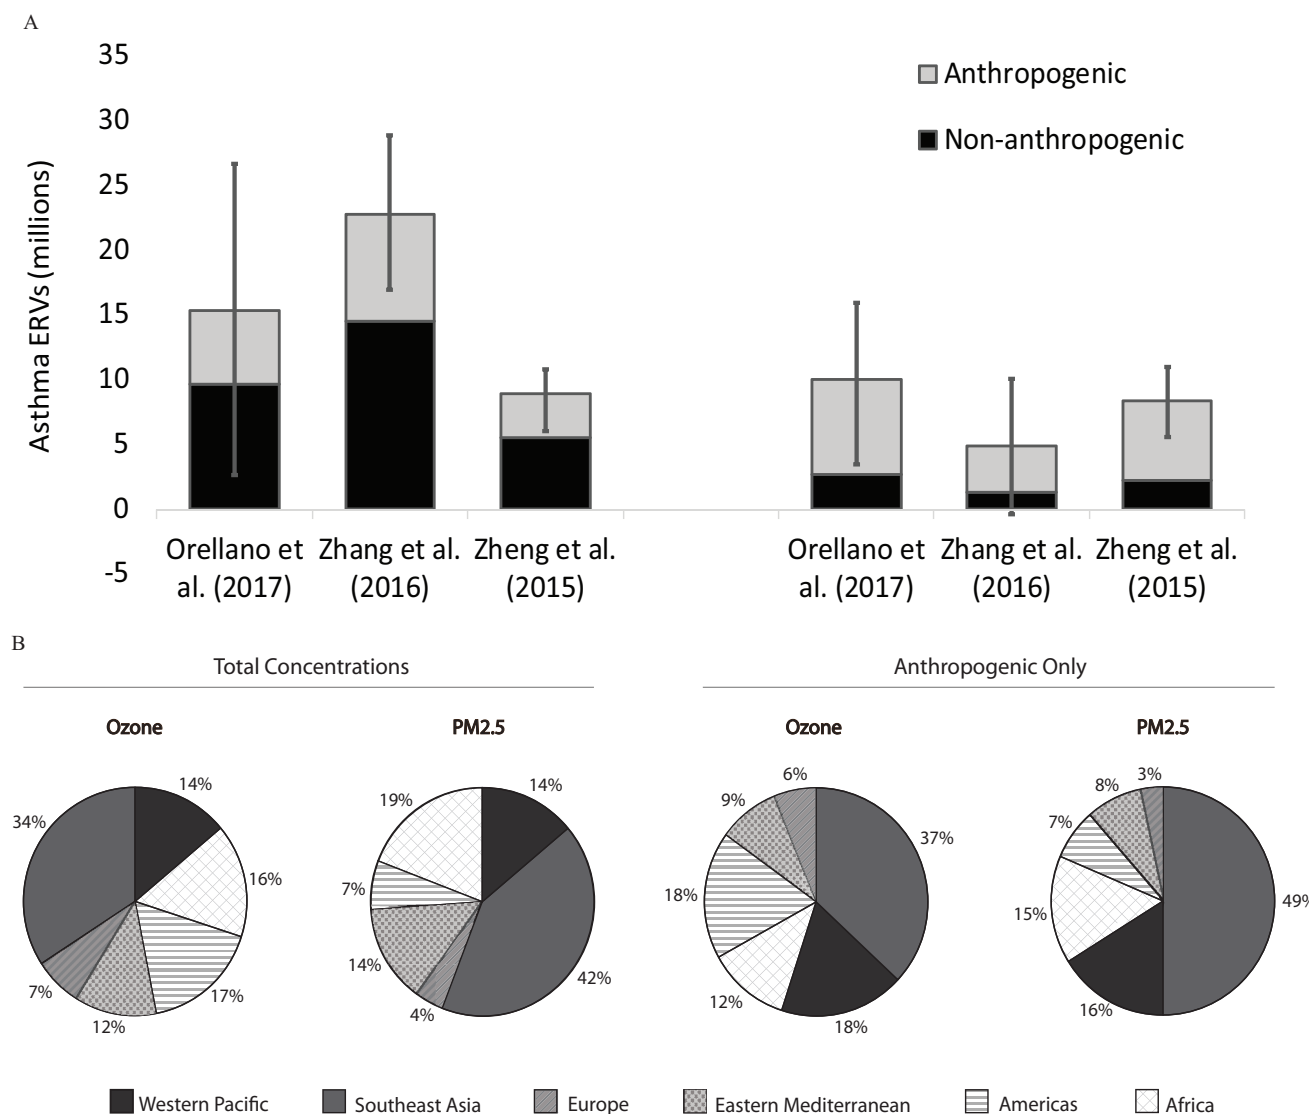 A
35
30
25
20
15
10
5
0
-5
Asthma ERVs (millions)
Anthropogenic
Non-anthropogenic
Orellano et al. (2017)
Zhang et al. (2016)
Zheng et al. (2015)
Orellano et al. (2017)
Zhang et al. (2016)
Zheng et al. (2015)
B
Total Concentrations
Anthropogenic Only
Ozone
PM2.5
Ozone
PM2.5
14%
16%
17%
12%
7%
34%
14%
42%
4%
14%
7%
19%
37%
18%
12%
18%
9%
6%
49%
16%
15%
7%
8%
3%
Western Pacific
Southeast Asia
Europe
Eastern Mediterranean
Americas
Africa